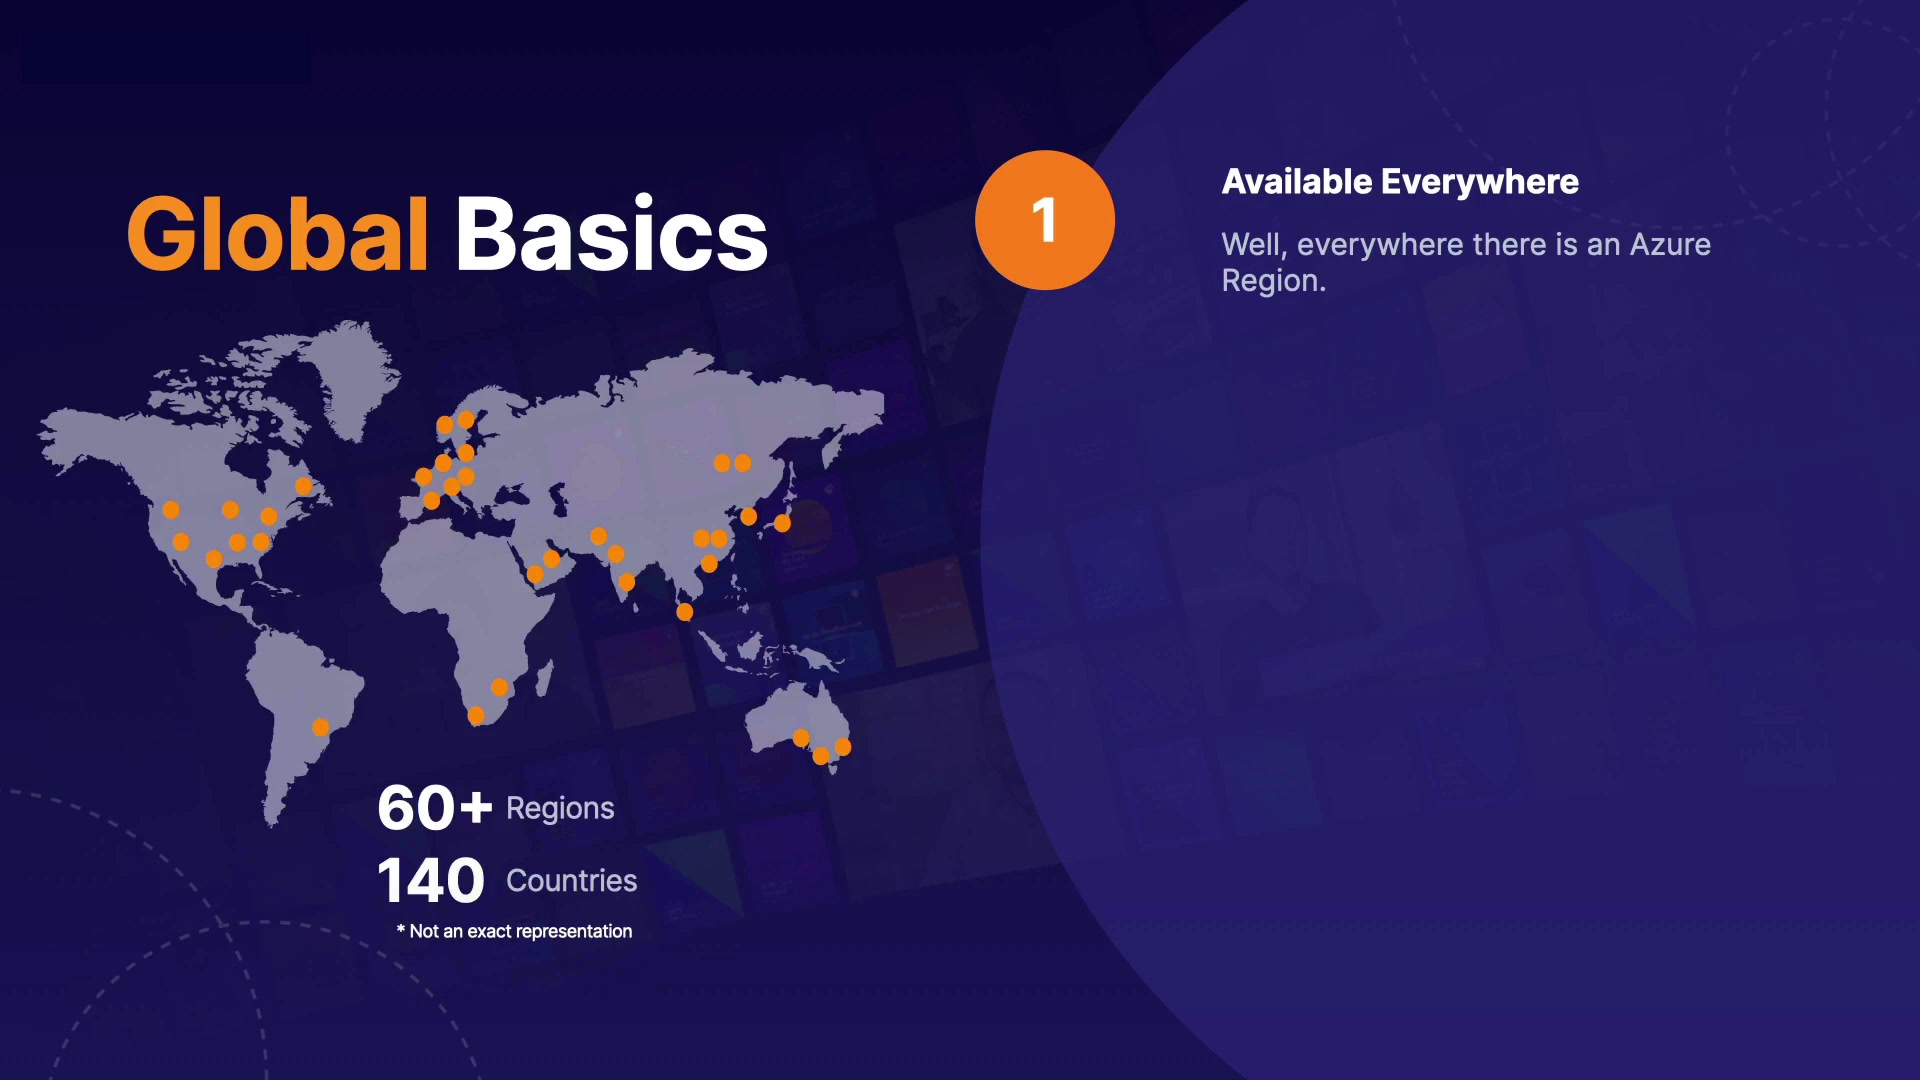 Global Basics
1
Available Everywhere
Well, everywhere there is an Azure
Region.
60+ Regions
140 Countries
* Not an exact representation